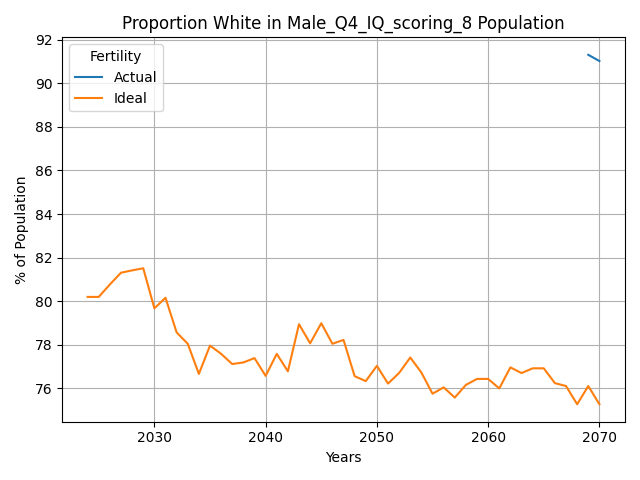 Proportion White in Male_Q4_IQ_scoring_8 Population
Fertility
Actual
Ideal
% of Population
92
90
88
86
84
82
80
78
76
2030
2040
2050
2060
2070
Years